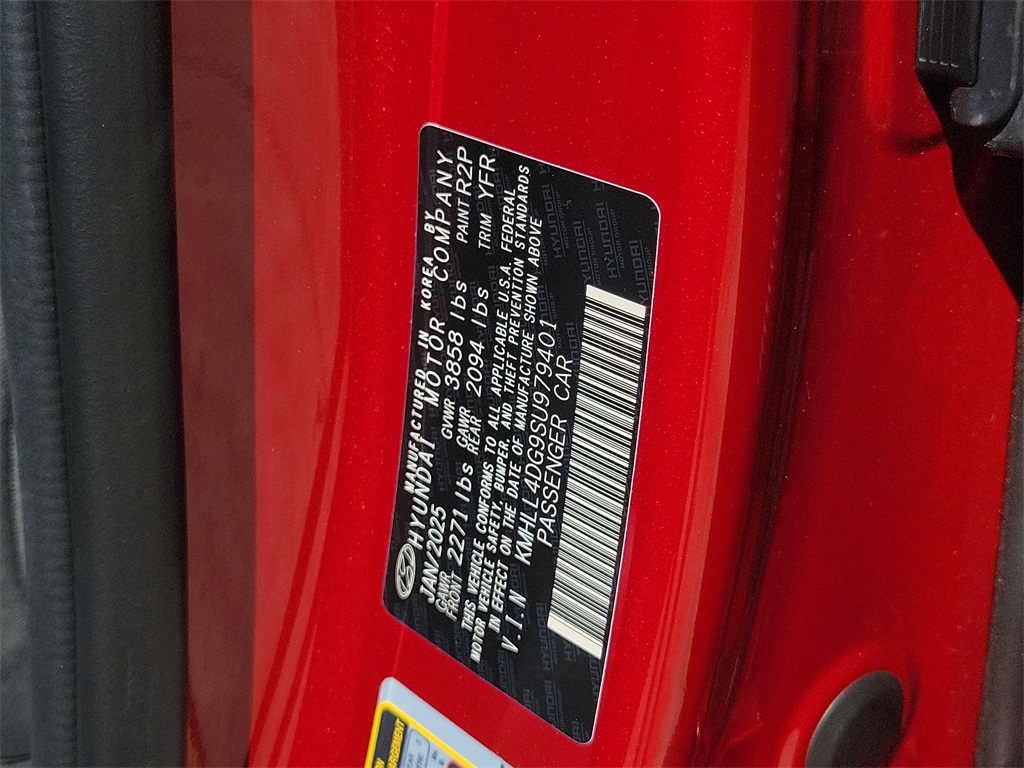 MANUFACTURED IN KOREA BY
HYUNDAI MOTOR COMPANY
JAN/2025 GVWR 3858 lbs PAINT R2P
GAWR FRONT 2271 lbs GAWR REAR 2094 lbs TRIM YFR
THIS VEHICLE CONFORMS TO ALL APPLICABLE U.S.A. FEDERAL
MOTOR VEHICLE SAFETY, BUMPER, AND THEFT PREVENTION STANDARDS
IN EFFECT ON THE DATE OF MANUFACTURE SHOWN ABOVE
V.I.N KMHLL4DG9SU979401
PASSENGER CAR